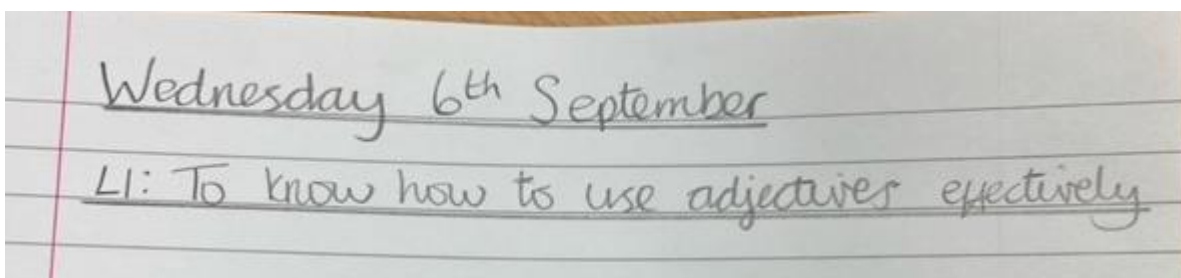 Wednesday 6th September
LI: To know how to use adjectives effectively